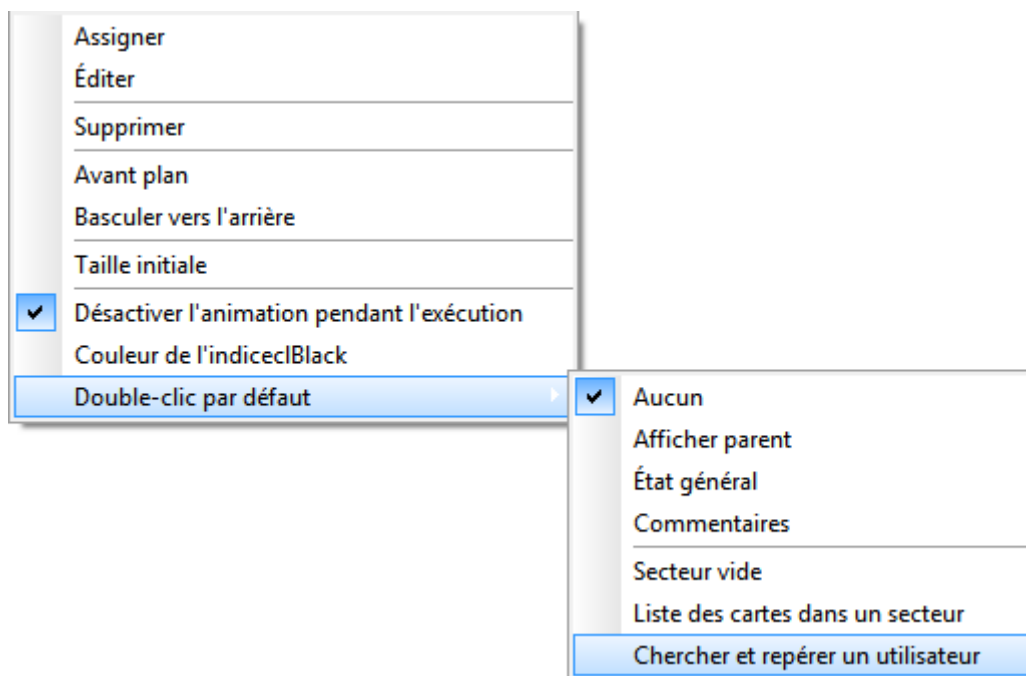 Assigner
Éditer
Supprimer
Avant plan
Basculer vers l'arrière
Taille initiale
Désactiver l'animation pendant l'exécution
Couleur de l'indiceclBlack
Double-clic par défaut
Aucun
Afficher parent
État général
Commentaires
Secteur vide
Liste des cartes dans un secteur
Chercher et repérer un utilisateur